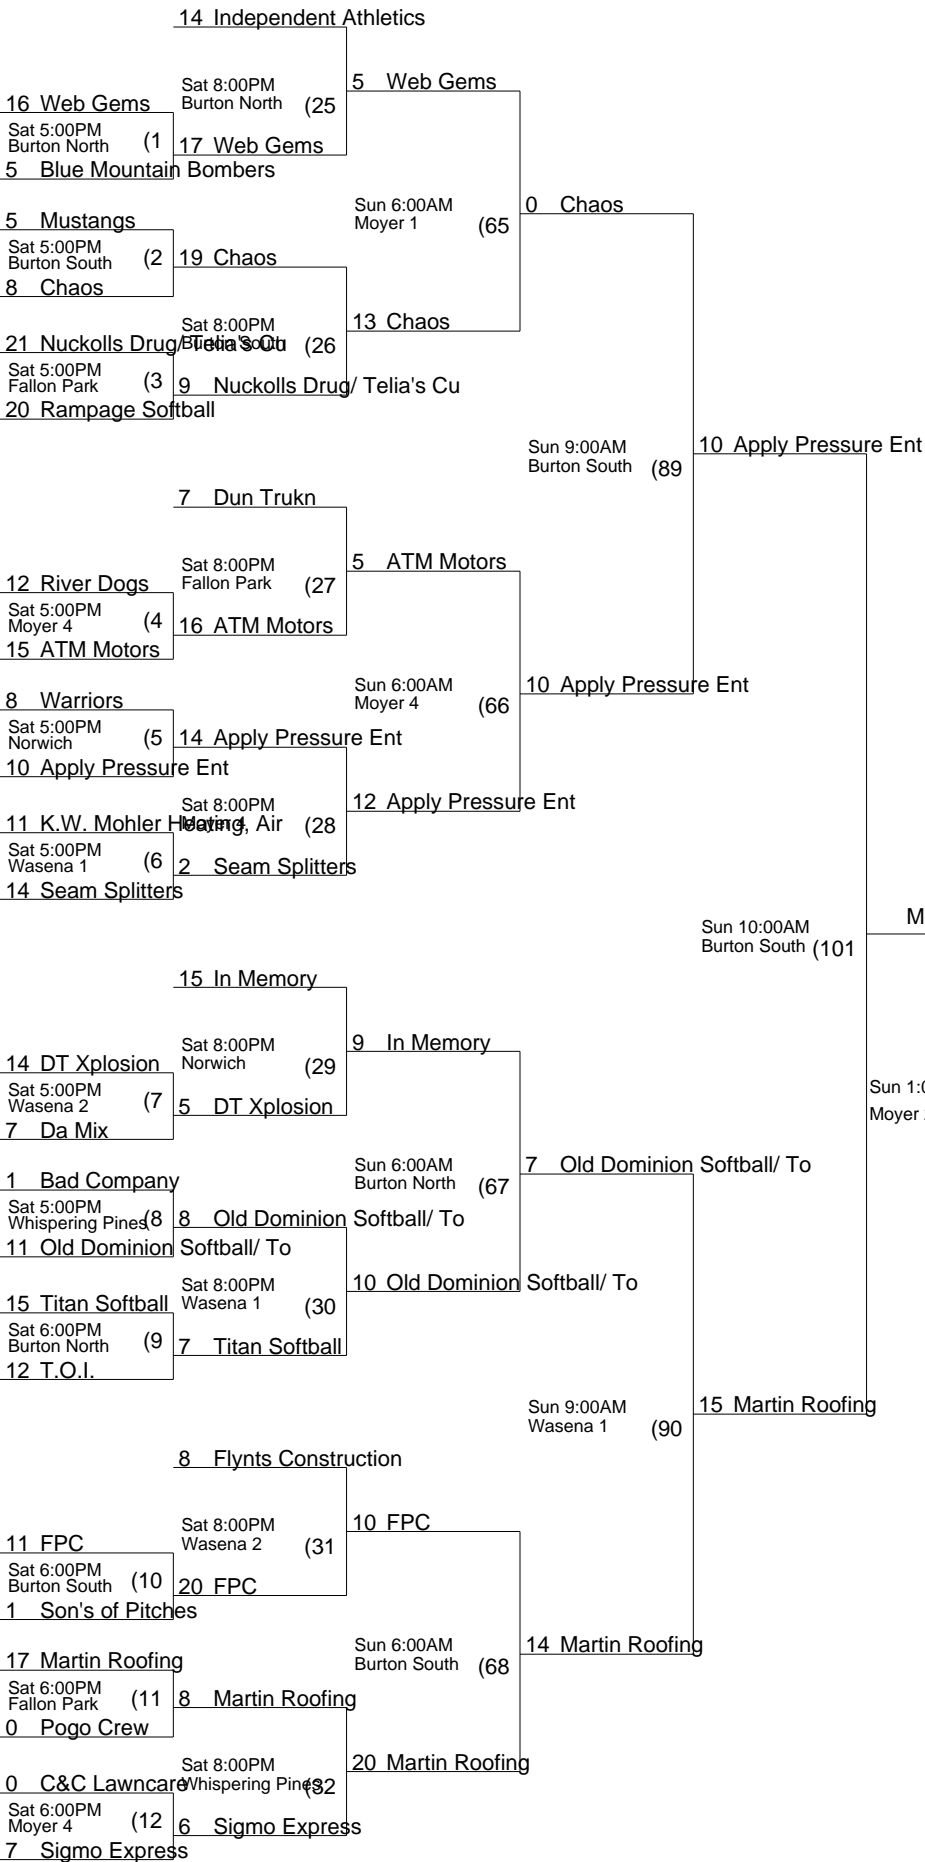 14 Independent Athletics
Sat 8:00PM
Burton North (25
5 Web Gems
16 Web Gems
Sat 5:00PM
Burton North (1
17 Web Gems
5 Blue Mountain Bombers
Sun 6:00AM
Moyer 1 (65
0 Chaos
5 Mustangs
Sat 5:00PM
Burton South (2
19 Chaos
8 Chaos
Sat 8:00PM
Burton South (26
13 Chaos
21 Nuckolls Drug/ Telia's Cu
Sat 5:00PM
Fallon Park (3
9 Nuckolls Drug/ Telia's Cu
20 Rampage Softball
Sun 9:00AM
Burton South (89
10 Apply Pressure Ent
7 Dun Trukn
Sat 8:00PM
Fallon Park (27
5 ATM Motors
12 River Dogs
Sat 5:00PM
Moyer 4 (4
16 ATM Motors
15 ATM Motors
Sun 6:00AM
Moyer 4 (66
10 Apply Pressure Ent
8 Warriors
Sat 5:00PM
Norwich (5
14 Apply Pressure Ent
10 Apply Pressure Ent
Sat 8:00PM
Moyer 4 (28
12 Apply Pressure Ent
11 K.W. Mohler Heating, Air
Sat 5:00PM
Wasena 1 (6
2 Seam Splitters
14 Seam Splitters
Sun 10:00AM
Burton South (101
M
15 In Memory
Sat 8:00PM
Norwich (29
9 In Memory
14 DT Xplosion
Sat 5:00PM
Wasena 2 (7
5 DT Xplosion
7 Da Mix
Sun 1:0
Moyer
Sun 6:00AM
Burton North (67
7 Old Dominion Softball/ To
1 Bad Company
Sat 5:00PM
Whispering Pines (8
8 Old Dominion Softball/ To
11 Old Dominion Softball/ To
Sat 8:00PM
Wasena 1 (30
10 Old Dominion Softball/ To
15 Titan Softball
Sat 6:00PM
Burton North (9
7 Titan Softball
12 T.O.I.
Sun 9:00AM
Wasena 1 (90
15 Martin Roofing
8 Flynts Construction
Sat 8:00PM
Wasena 2 (31
10 FPC
11 FPC
Sat 6:00PM
Burton South (10
20 FPC
1 Son's of Pitches
Sun 6:00AM
Burton South (68
14 Martin Roofing
17 Martin Roofing
Sat 6:00PM
Fallon Park (11
8 Martin Roofing
0 Pogo Crew
Sat 8:00PM
Whispering Pines (32
20 Martin Roofing
0 C&C Lawncare
Sat 6:00PM
Moyer 4 (12
6 Sigmo Express
7 Sigmo Express